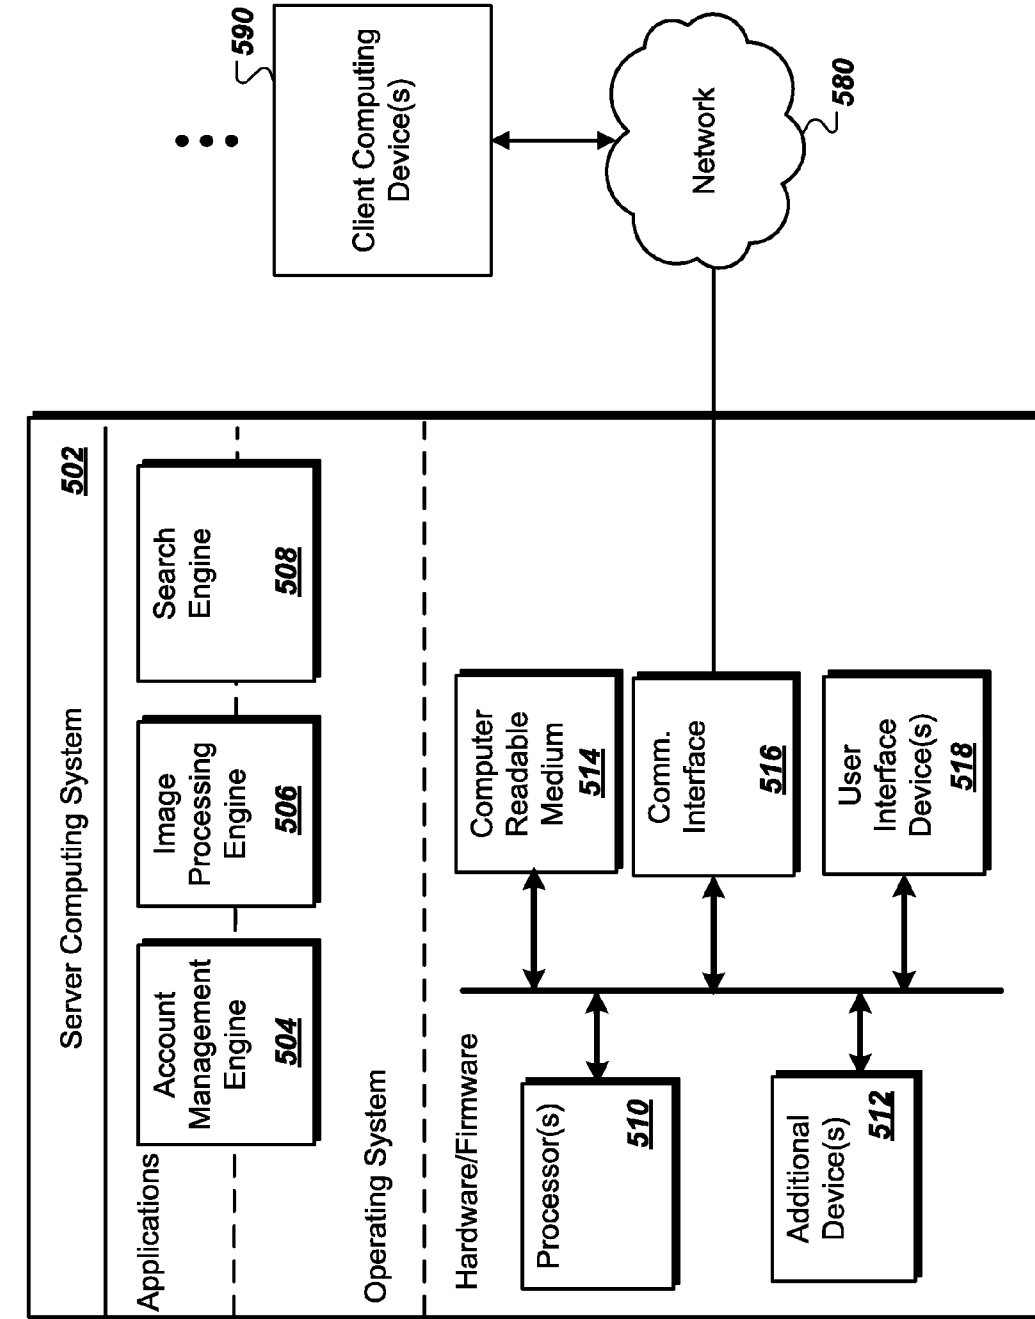 Server Computing System
502
Applications
Account
Management
Engine
504
Image
Processing
Engine
506
Search
Engine
508
Operating System
Hardware/Firmware
Processor(s)
510
Additional
Device(s)
512
Computer
Readable
Medium
514
Comm.
Interface
516
User
Interface
Device(s)
518
590
Client Computing
Device(s)
Network
580